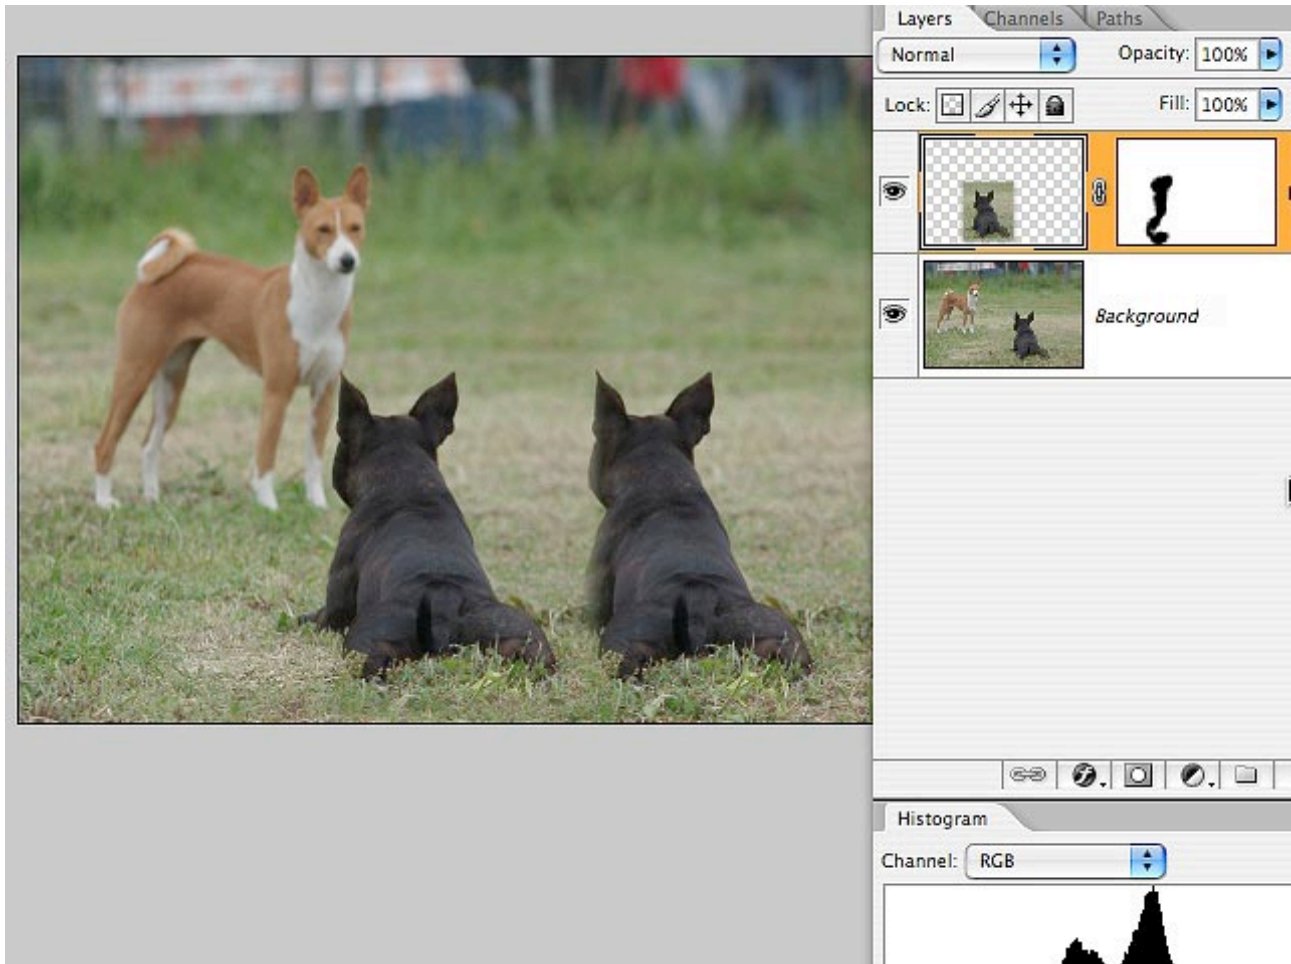 Layers Channels Paths
Normal Opacity: 100%
Lock: Fill: 100%
Background
Histogram
Channel: RGB